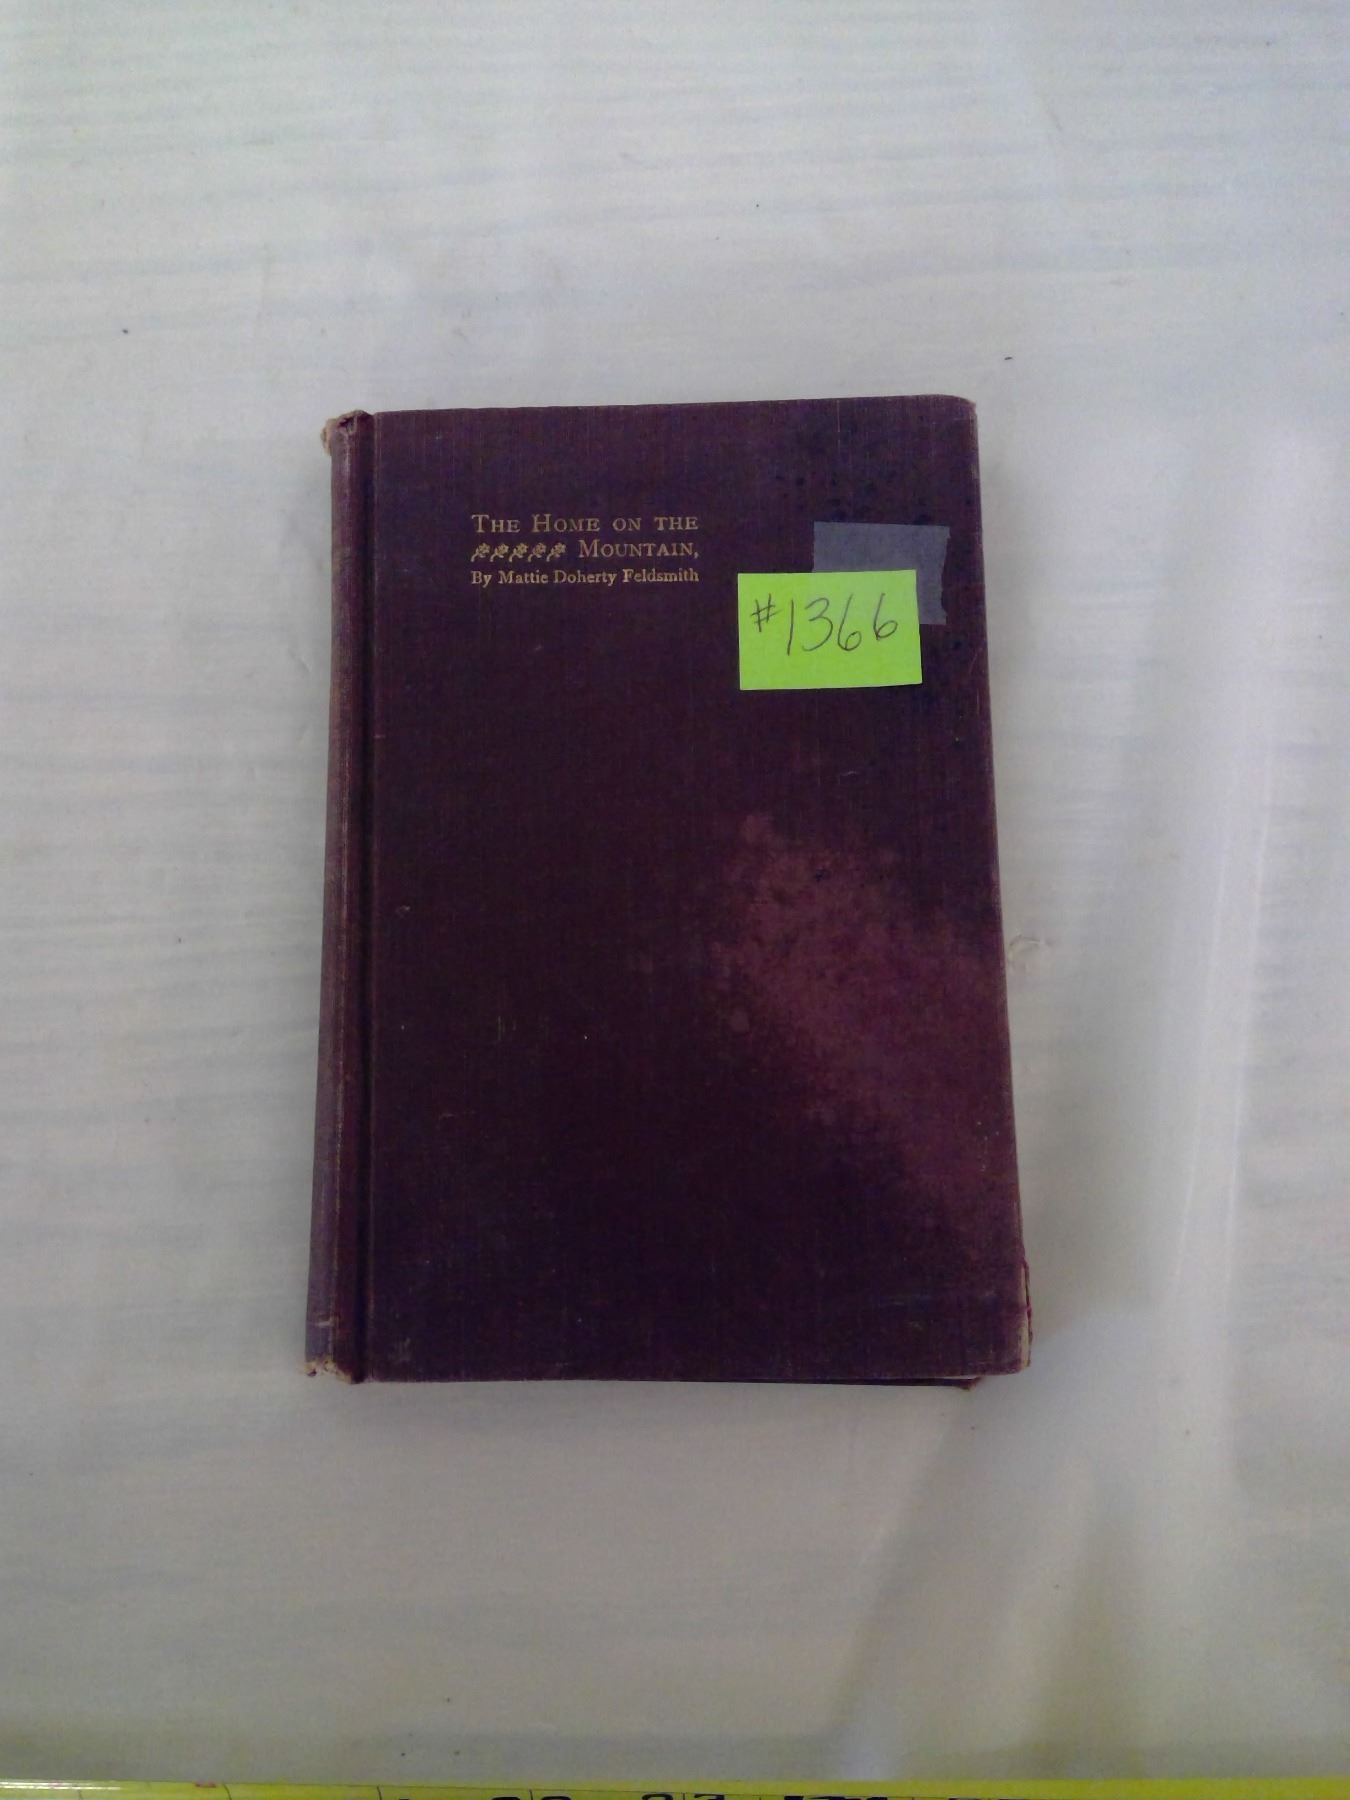 THE HOME ON THE
MOUNTAIN,
By Mattie Doherty Feldsmith
#1366